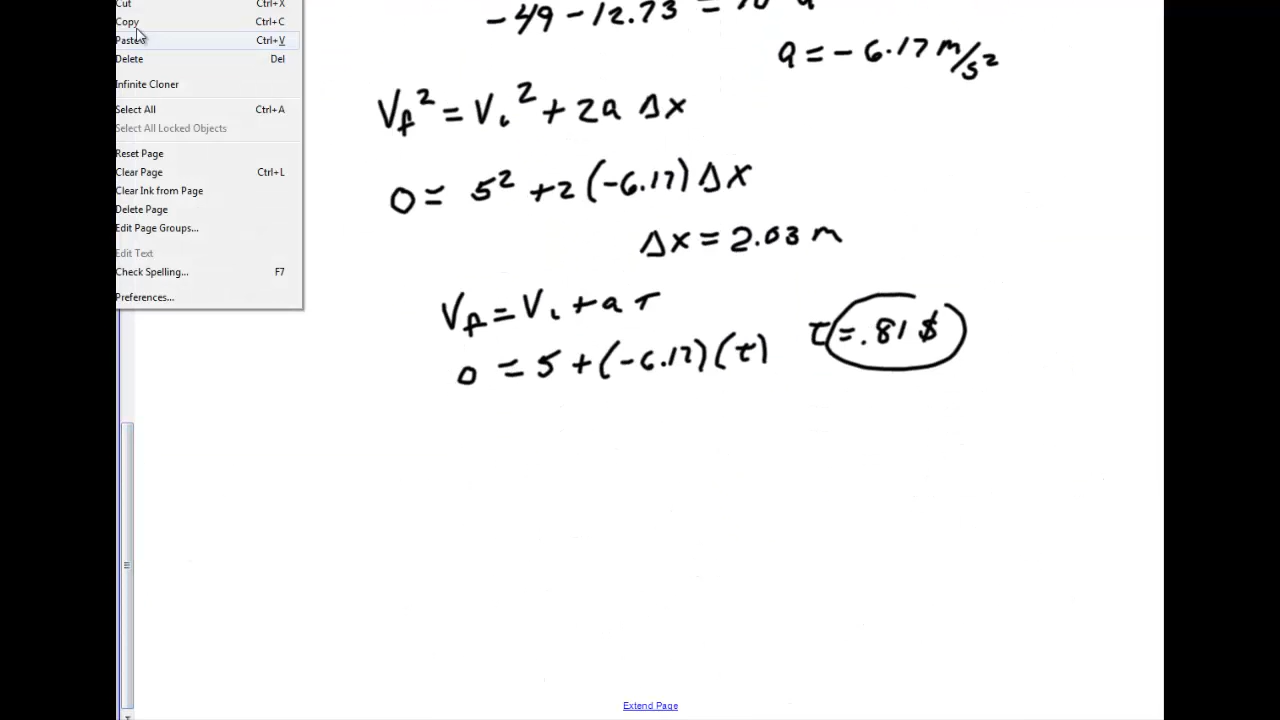 Cut Ctrl+X
Copy Ctrl+C
Paste Ctrl+V
Delete Del
Infinite Cloner
Select All Ctrl+A
Select All Locked Objects
Reset Page
Clear Page Ctrl+L
Clear Ink from Page
Delete Page
Edit Page Groups...
Edit Text
Check Spelling... F7
Preferences...
-49 - 12.73 = 10 a
a = -6.17 m/s²
Vf² = Vi² + 2a Δx
0 = 5² + 2(-6.17) Δx
Δx = 2.03 m
Vf = Vi + a t
0 = 5 + (-6.17)(t)
t = .81 s
Extend Page